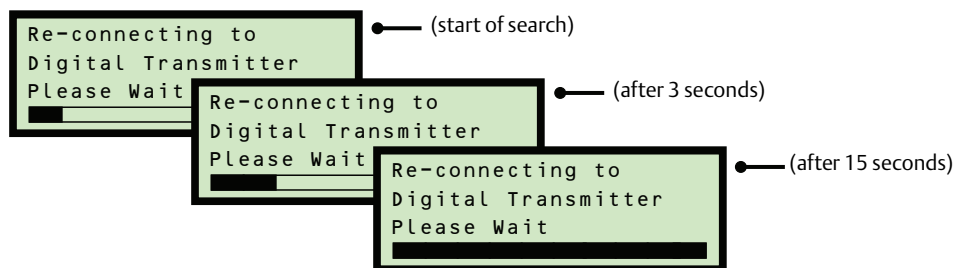 Re-connecting to
Digital Transmitter
Please Wait
(start of search)
Re-connecting to
Digital Transmitter
Please Wait
(after 3 seconds)
Re-connecting to
Digital Transmitter
Please Wait
(after 15 seconds)